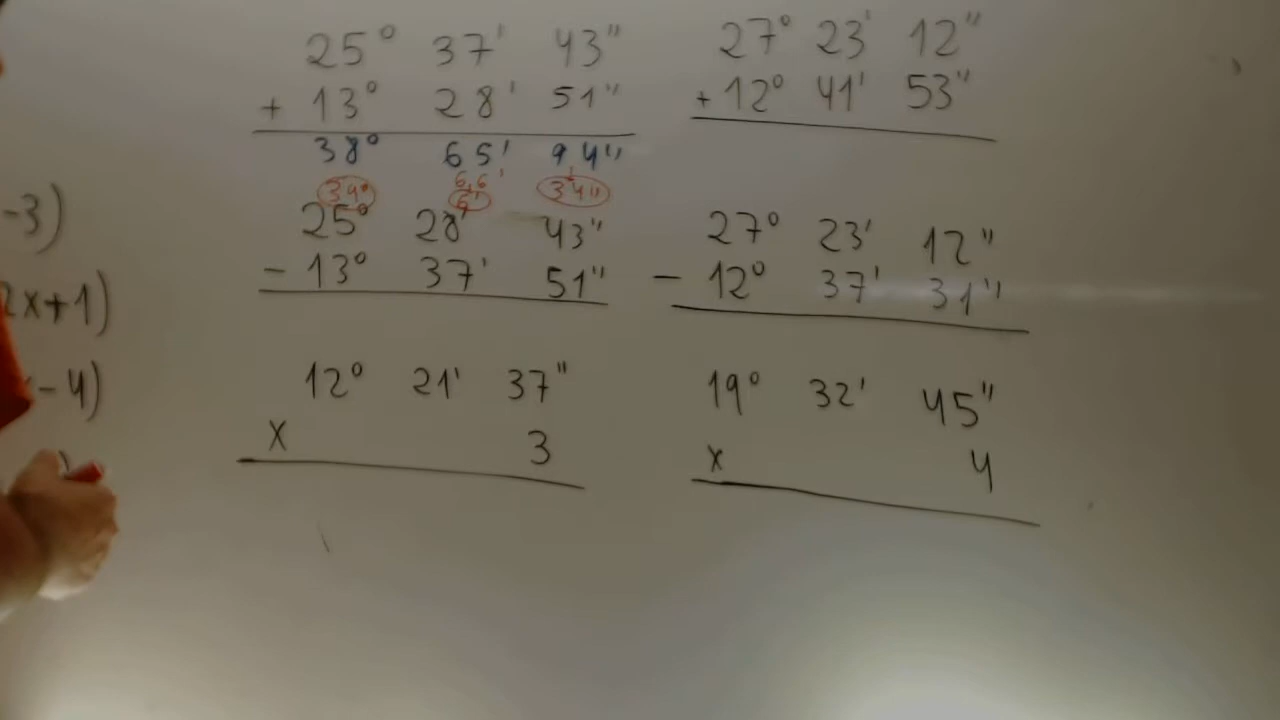 25° 37' 43"
+ 13° 28' 51"
38° 65' 94"
39° 66' 34"
6'
27° 23' 12"
+ 12° 41' 53"
25° 28' 43"
- 13° 37' 51"
27° 23' 12"
- 12° 37' 31"
12° 21' 37"
x 3
19° 32' 45"
x 4
-3)
2x+1)
-4)